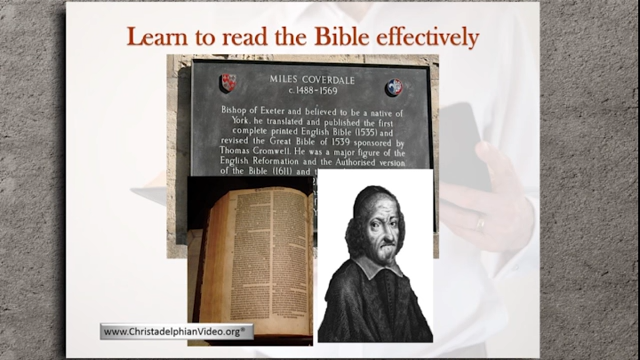 Learn to read the Bible effectively
MILES COVERDALE
c.1488-1569
Bishop of Exeter and believed to be a native of
York, he translated and published the first
complete printed English Bible (1535) and
revised the Great Bible of 1539 sponsored by
Thomas Cromwell. He was a major figure of the
English Reformation and the Authorised version
of the Bible (1611) and
www.ChristadelphianVideo.org®